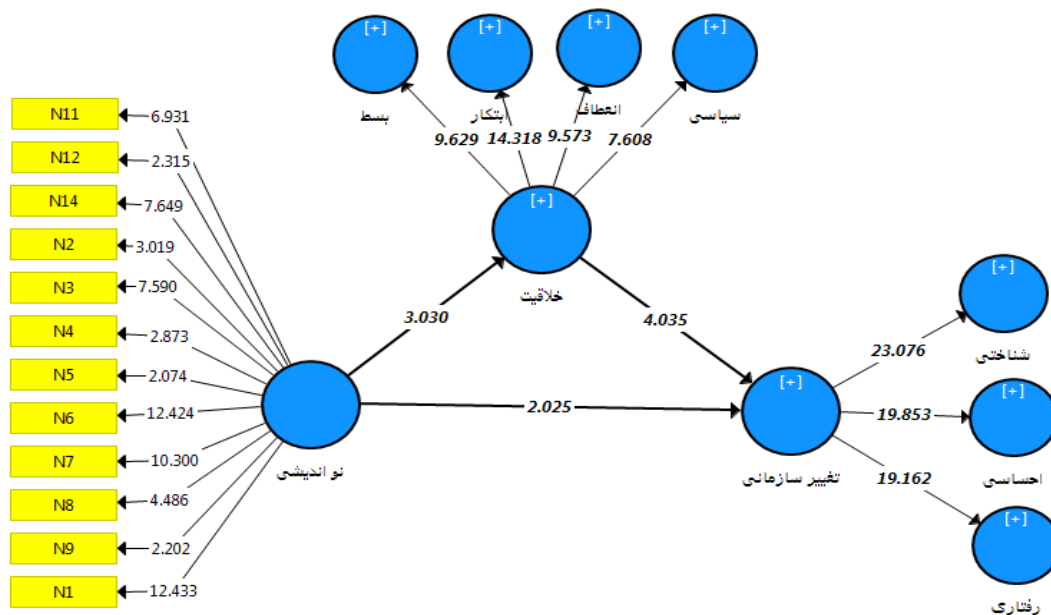 [+]
[+]
[+]
[+]
بسط
ابتکار
انعطاف
سیاسی
9.629
14.318
9.573
7.608
[+]
خلاقیت
N11
6.931
N12
2.315
N14
7.649
N2
3.019
N3
7.590
N4
2.873
N5
2.074
N6
12.424
N7
10.300
N8
4.486
N9
2.202
N1
12.433
نو اندیشی
3.030
4.035
2.025
[+]
تغییر سازمانی
23.076
19.853
19.162
[+]
شناختی
[+]
احساسی
[+]
رفتاری